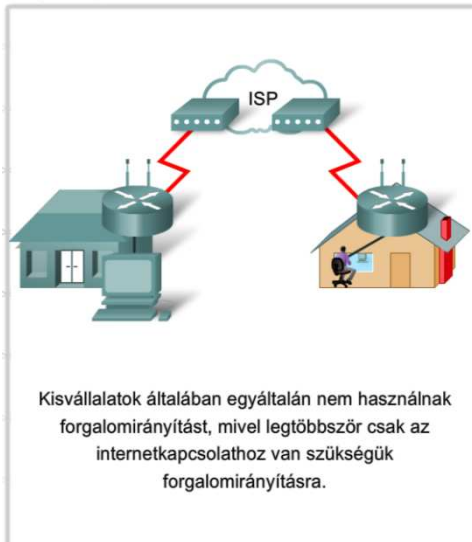 ISP
Kisvállalatok általában egyáltalán nem használnak
forgalomirányítást, mivel legtöbbször csak az
internetkapcsolathoz van szükségük
forgalomirányításra.